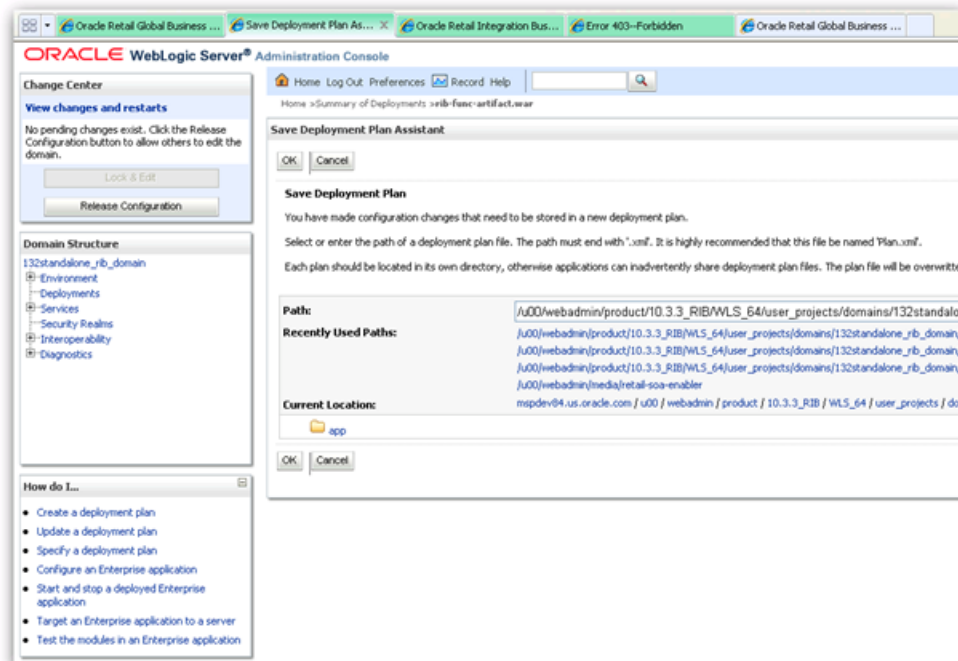 Oracle Retail Global Business ...
Save Deployment Plan As...
Oracle Retail Integration Bus...
Error 403--Forbidden
Oracle Retail Global Business ...
ORACLE WebLogic Server® Administration Console
Change Center
View changes and restarts
No pending changes exist. Click the Release
Configuration button to allow others to edit the
domain.
Lock & Edit
Release Configuration
Domain Structure
132standalone_rib_domain
Environment
Deployments
Services
Security Realms
Interoperability
Diagnostics
How do I...
Create a deployment plan
Update a deployment plan
Specify a deployment plan
Configure an Enterprise application
Start and stop a deployed Enterprise
application
Target an Enterprise application to a server
Test the modules in an Enterprise application
Home Log Out Preferences Record Help
Home >Summary of Deployments >rib-func-artifact.war
Save Deployment Plan Assistant
OK Cancel
Save Deployment Plan
You have made configuration changes that need to be stored in a new deployment plan.
Select or enter the path of a deployment plan file. The path must end with '.xml'. It is highly recommended that this file be named 'Plan.xml'.
Each plan should be located in its own directory, otherwise applications can inadvertently share deployment plan files. The plan file will be overwritte
Path: /u00/webadmin/product/10.3.3_RIB/WLS_64/user_projects/domains/132standalo
Recently Used Paths: /u00/webadmin/product/10.3.3_RIB/WLS_64/user_projects/domains/132standalone_rib_domain/
/u00/webadmin/product/10.3.3_RIB/WLS_64/user_projects/domains/132standalone_rib_domain/
/u00/webadmin/product/10.3.3_RIB/WLS_64/user_projects/domains/132standalone_rib_domain/
/u00/webadmin/media/retail-soa-enabler
Current Location: mspdev84.us.oracle.com / u00 / webadmin / product / 10.3.3_RIB / WLS_64 / user_projects / do
app
OK Cancel